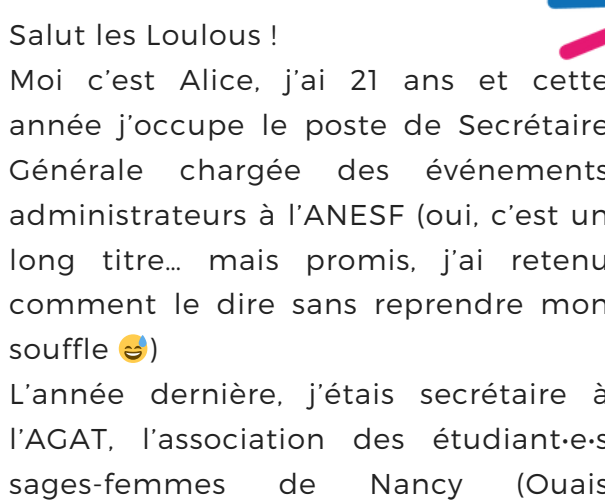 Salut les Loulous !
Moi c’est Alice, j’ai 21 ans et cette
année j’occupe le poste de Secrétaire
Générale chargée des événements
administrateurs à l’ANESF (oui, c’est un
long titre… mais promis, j’ai retenu
comment le dire sans reprendre mon
souffle 😅)
L’année dernière, j’étais secrétaire à
l’AGAT, l’association des étudiant·e·s
sages-femmes de Nancy (Ouais